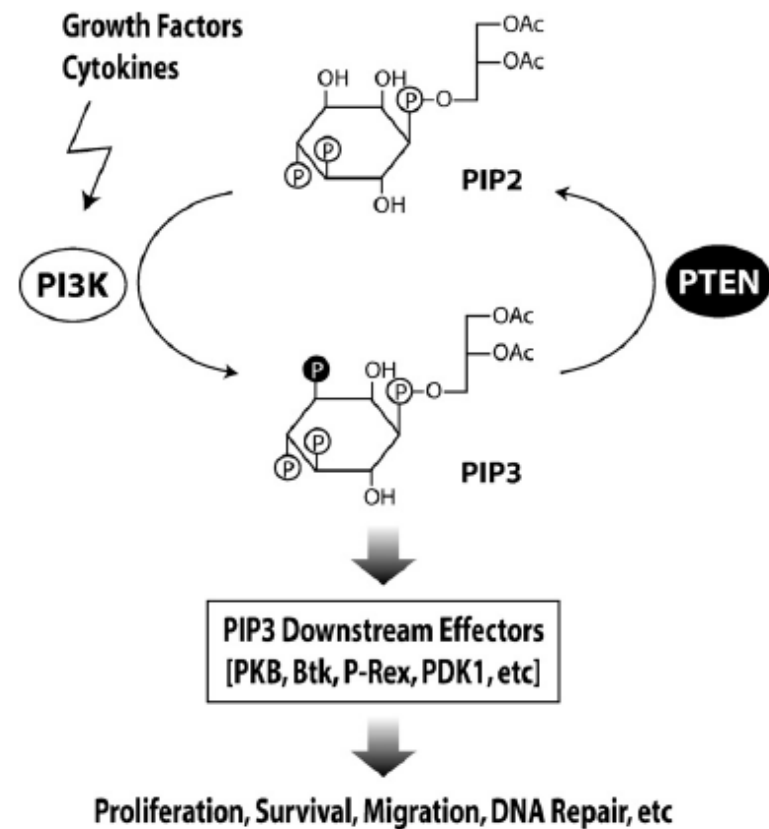 Growth Factors
Cytokines
OAc
OAc
OH
OH
P
O
P
P
OH
PIP2
PI3K
PTEN
OAc
OAc
P
OH
P
O
P
P
OH
PIP3
PIP3 Downstream Effectors
[PKB, Btk, P-Rex, PDK1, etc]
Proliferation, Survival, Migration, DNA Repair, etc